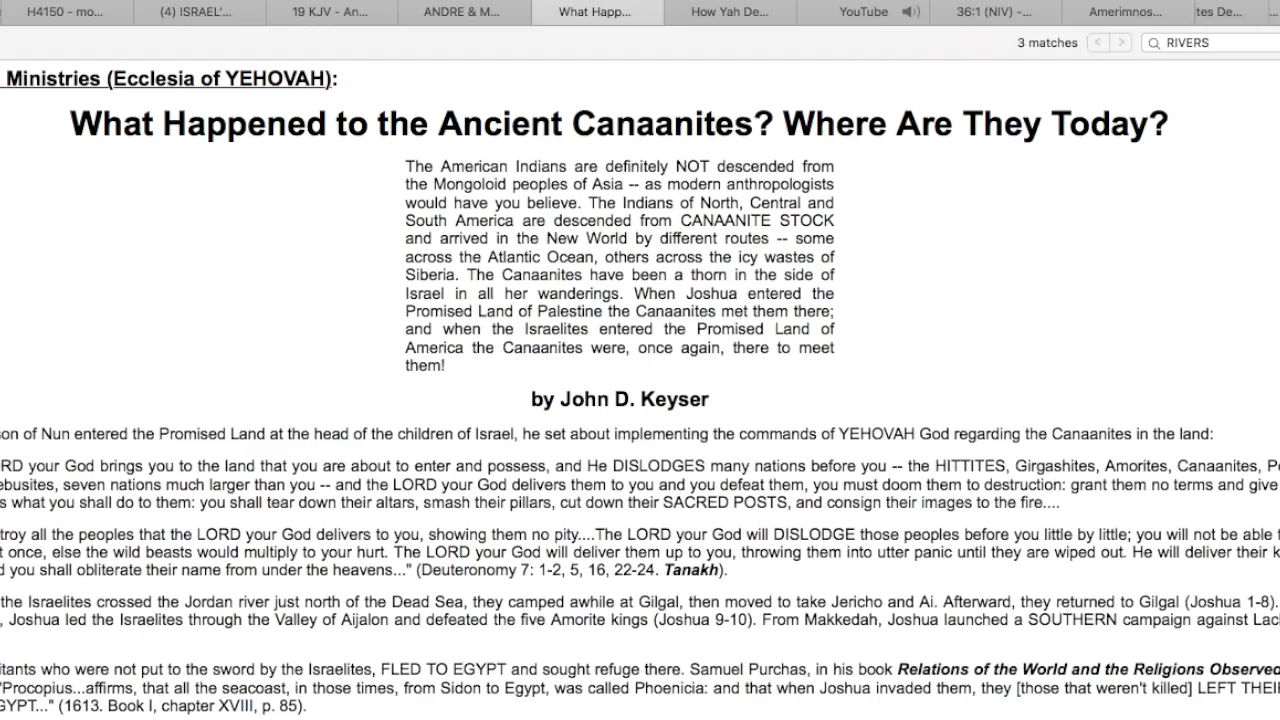 H4150 - mo... (4) ISRAEL'... 19 KJV - An... ANDRE & M... What Happ... How Yah De... YouTube 36:1 (NIV) -... Amerimnos... tes De...
3 matches < > RIVERS
Ministries (Ecclesia of YEHOVAH):
What Happened to the Ancient Canaanites? Where Are They Today?
The American Indians are definitely NOT descended from
the Mongoloid peoples of Asia -- as modern anthropologists
would have you believe. The Indians of North, Central and
South America are descended from CANAANITE STOCK
and arrived in the New World by different routes -- some
across the Atlantic Ocean, others across the icy wastes of
Siberia. The Canaanites have been a thorn in the side of
Israel in all her wanderings. When Joshua entered the
Promised Land of Palestine the Canaanites met them there;
and when the Israelites entered the Promised Land of
America the Canaanites were, once again, there to meet
them!
by John D. Keyser
son of Nun entered the Promised Land at the head of the children of Israel, he set about implementing the commands of YEHOVAH God regarding the Canaanites in the land:
RD your God brings you to the land that you are about to enter and possess, and He DISLODGES many nations before you -- the HITTITES, Girgashites, Amorites, Canaanites, Pe
ebusites, seven nations much larger than you -- and the LORD your God delivers them to you and you defeat them, you must doom them to destruction: grant them no terms and give
s what you shall do to them: you shall tear down their altars, smash their pillars, cut down their SACRED POSTS, and consign their images to the fire....
troy all the peoples that the LORD your God delivers to you, showing them no pity....The LORD your God will DISLODGE those peoples before you little by little; you will not be able t
t once, else the wild beasts would multiply to your hurt. The LORD your God will deliver them up to you, throwing them into utter panic until they are wiped out. He will deliver their k
d you shall obliterate their name from under the heavens..." (Deuteronomy 7: 1-2, 5, 16, 22-24. Tanakh).
the Israelites crossed the Jordan river just north of the Dead Sea, they camped awhile at Gilgal, then moved to take Jericho and Ai. Afterward, they returned to Gilgal (Joshua 1-8).
, Joshua led the Israelites through the Valley of Aijalon and defeated the five Amorite kings (Joshua 9-10). From Makkedah, Joshua launched a SOUTHERN campaign against Lac
itants who were not put to the sword by the Israelites, FLED TO EGYPT and sought refuge there. Samuel Purchas, in his book Relations of the World and the Religions Observed
"Procopius...affirms, that all the seacoast, in those times, from Sidon to Egypt, was called Phoenicia: and that when Joshua invaded them, they [those that weren't killed] LEFT THEI
GYPT..." (1613. Book I, chapter XVIII, p. 85).